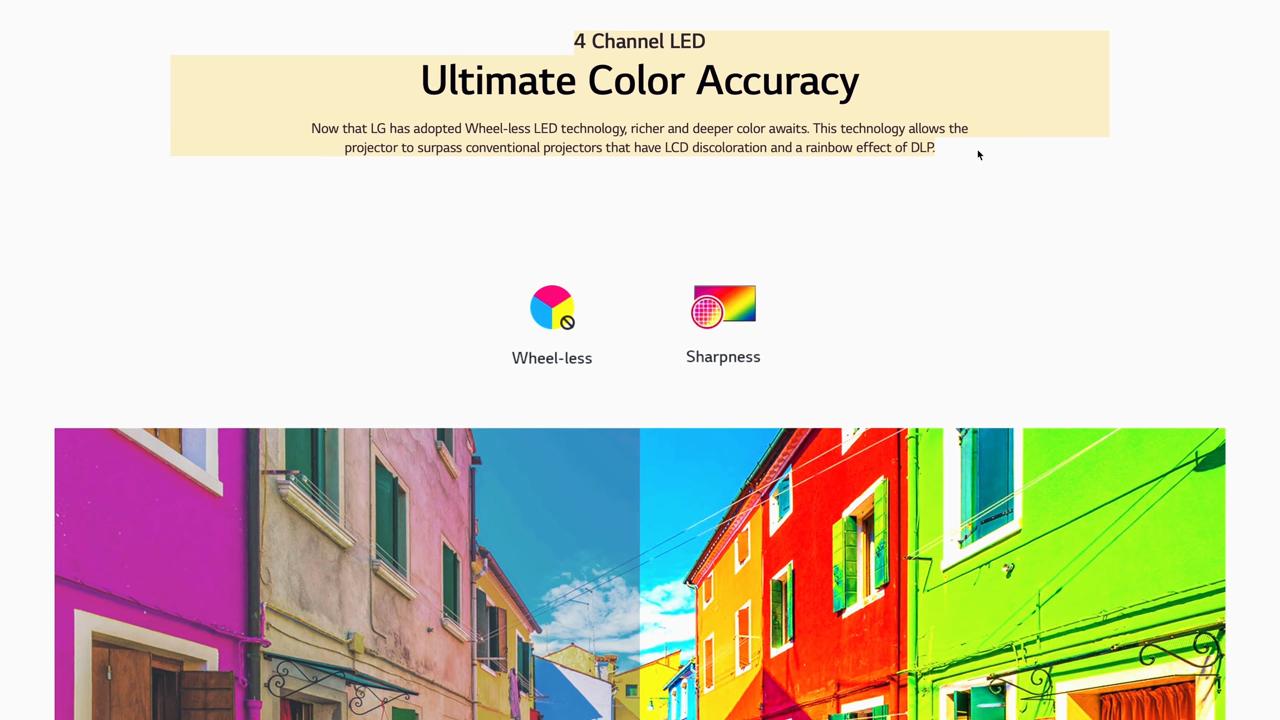 4 Channel LED
Ultimate Color Accuracy
Now that LG has adopted Wheel-less LED technology, richer and deeper color awaits. This technology allows the
projector to surpass conventional projectors that have LCD discoloration and a rainbow effect of DLP.
Wheel-less
Sharpness